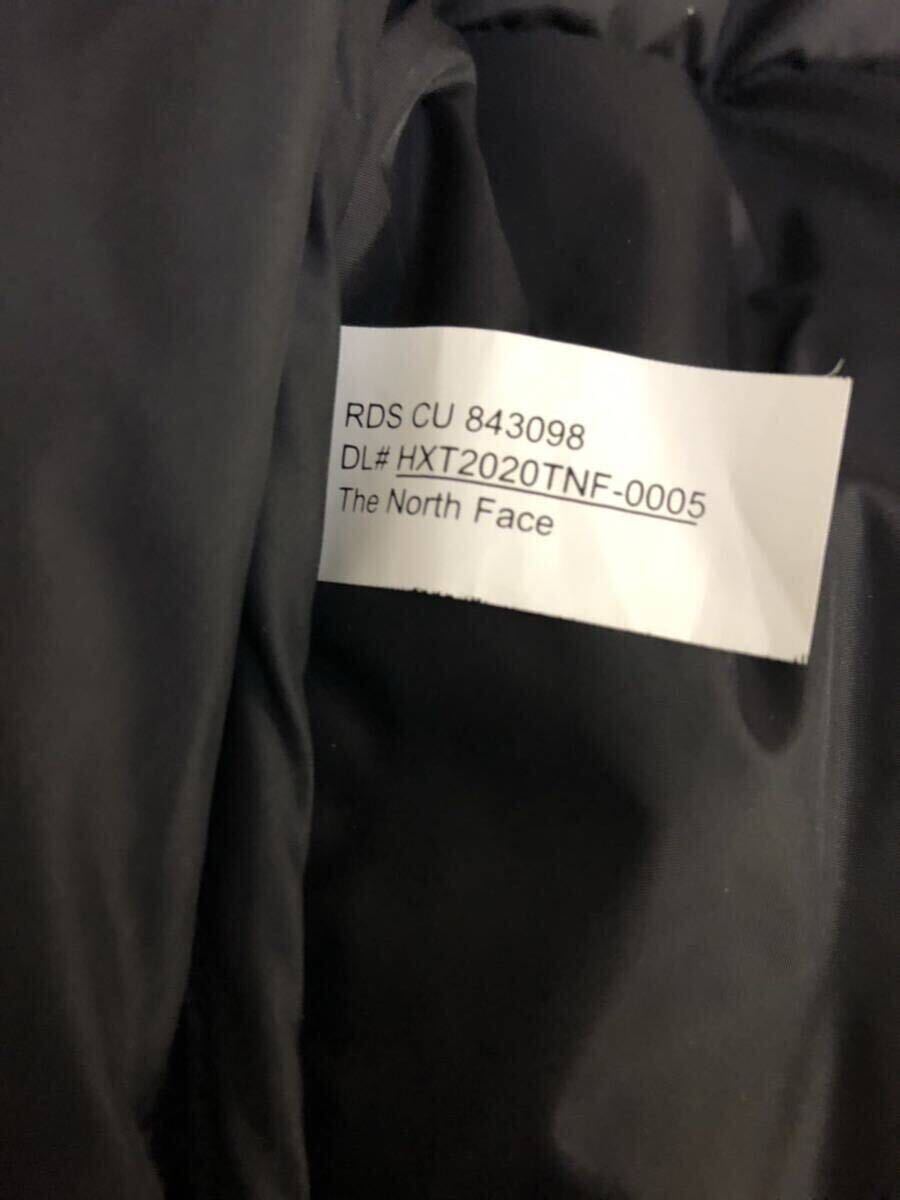 RDS CU 843098
DL# HXT2020TNF-0005
The North Face